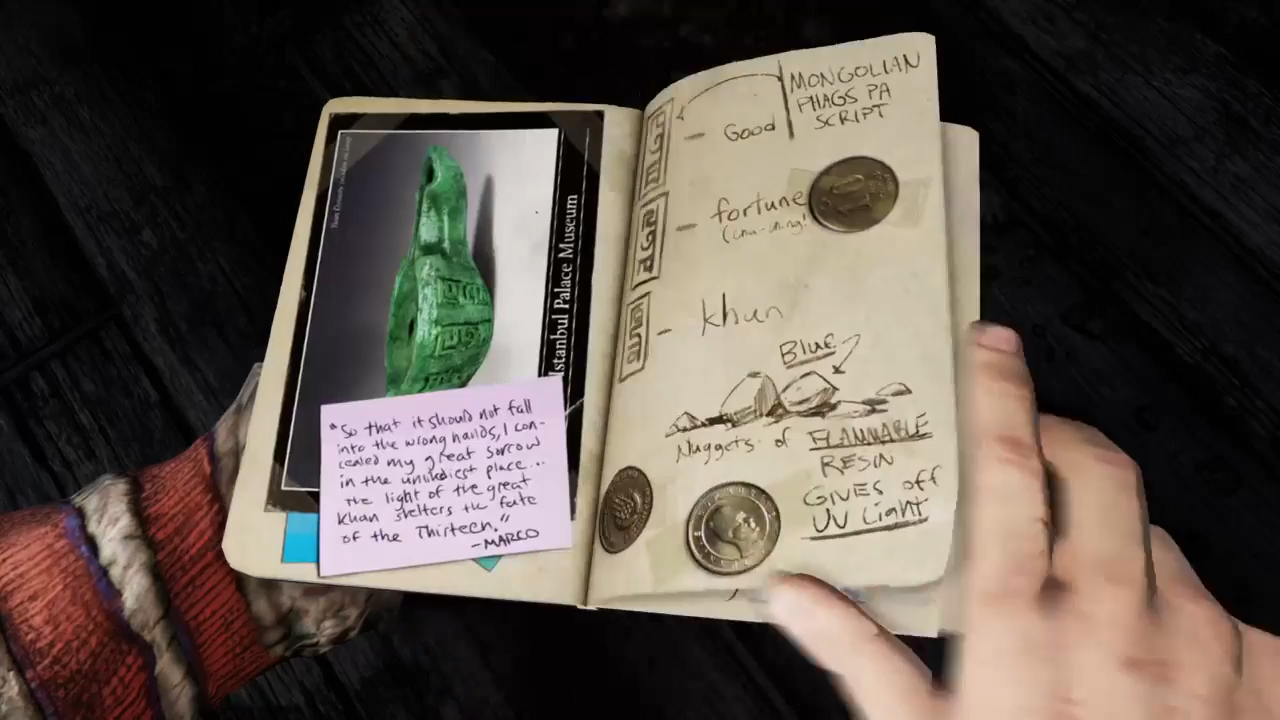 Istanbul Palace Museum
"So that it should not fall
into the wrong hands, I con-
cealed my great sorrow
in the unlikeliest place...
the light of the great
Khan shelters the fate
of the Thirteen."
-MARCO
MONGOLIAN
PHAGS PA
SCRIPT
- Good
- fortune
- khan
10
Blue
Nuggets of FLAMMABLE
RESIN
GIVES off
UV Light